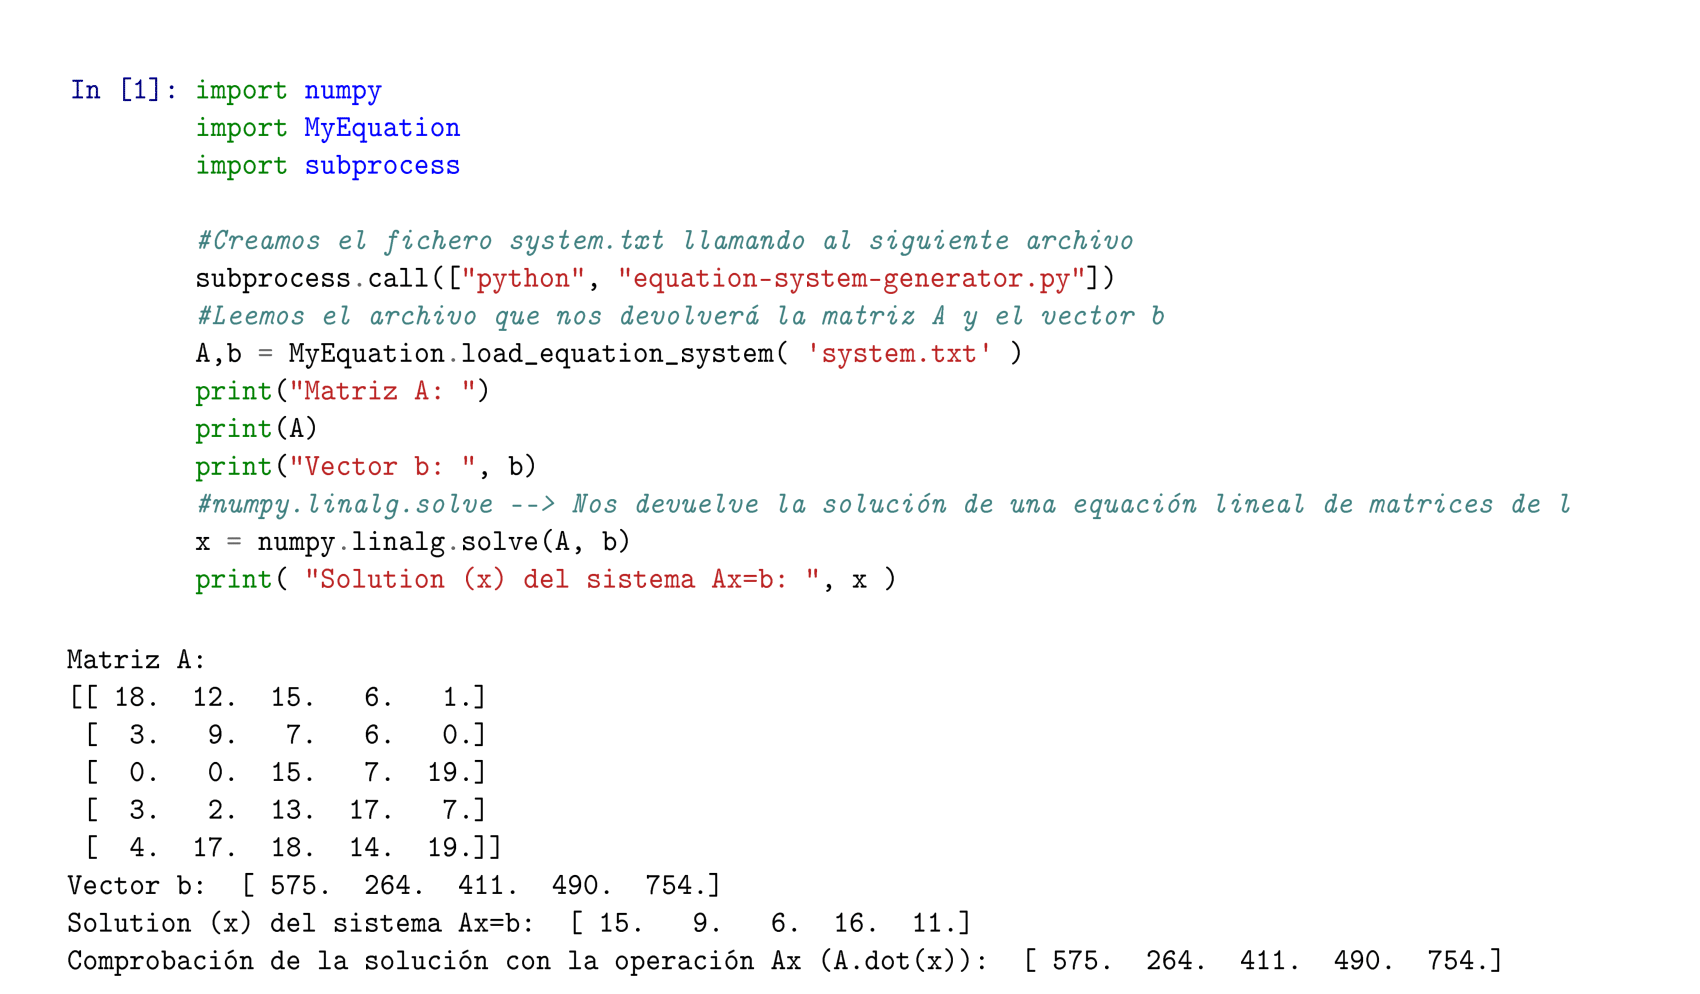 In [1]: import numpy
import MyEquation
import subprocess
#Creamos el fichero system.txt llamando al siguiente archivo
subprocess.call(["python", "equation-system-generator.py"])
#Leemos el archivo que nos devolverá la matriz A y el vector b
A,b = MyEquation.load_equation_system( 'system.txt' )
print("Matriz A: ")
print(A)
print("Vector b: ", b)
#numpy.linalg.solve --> Nos devuelve la solución de una equación lineal de matrices de l
x = numpy.linalg.solve(A, b)
print( "Solution (x) del sistema Ax=b: ", x )
Matriz A:
[[ 18. 12. 15. 6. 1.]
[ 3. 9. 7. 6. 0.]
[ 0. 0. 15. 7. 19.]
[ 3. 2. 13. 17. 7.]
[ 4. 17. 18. 14. 19.]]
Vector b: [ 575. 264. 411. 490. 754.]
Solution (x) del sistema Ax=b: [ 15. 9. 6. 16. 11.]
Comprobación de la solución con la operación Ax (A.dot(x)): [ 575. 264. 411. 490. 754.]